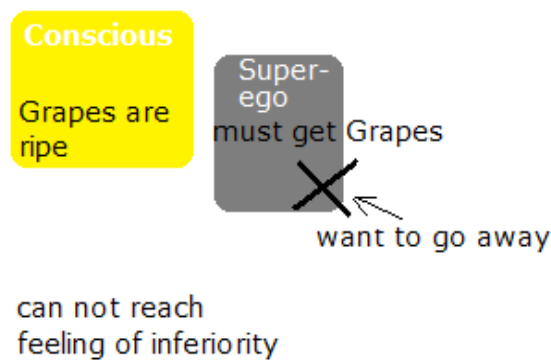 Conscious
Grapes are
ripe
Super-
ego
must get Grapes
want to go away
can not reach
feeling of inferiority